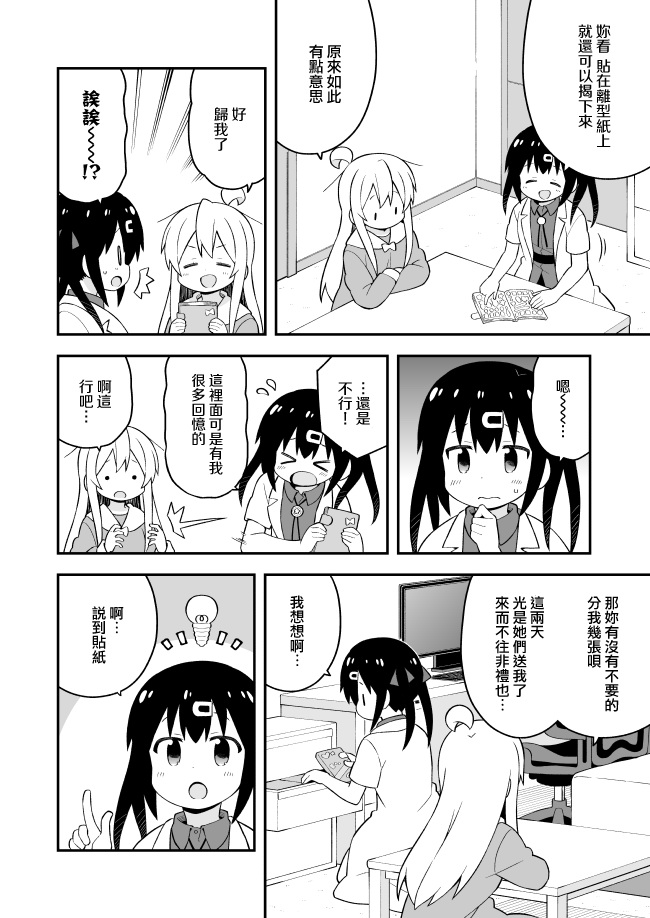 妳看 貼在離型紙上
就還可以揭下來
原來如此
有點意思
好
歸我了
誒誒～～!?
嗯～～…
…還是
不行！
這裡面可是有我
很多回憶的
啊這
行吧…
那妳有沒有不要的
分我幾張唄
這兩天
光是她們送我了
來而不往非禮也…
我想想啊…
啊…
説到貼紙